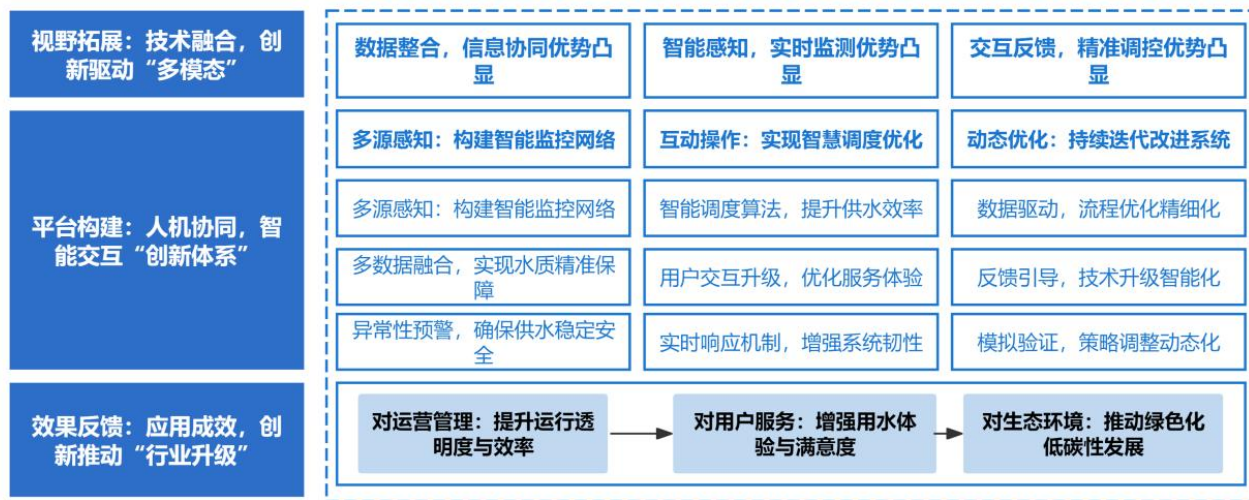 视野拓展：技术融合，创
新驱动“多模态”
数据整合，信息协同优势凸
显
智能感知，实时监测优势凸
显
交互反馈，精准调控优势凸
显
平台构建：人机协同，智
能交互“创新体系”
多源感知：构建智能监控网络
互动操作：实现智慧调度优化
动态优化：持续迭代改进系统
多源感知：构建智能监控网络
智能调度算法，提升供水效率
数据驱动，流程优化精细化
多数据融合，实现水质精准保
障
用户交互升级，优化服务体验
反馈引导，技术升级智能化
异常性预警，确保供水稳定安
全
实时响应机制，增强系统韧性
模拟验证，策略调整动态化
效果反馈：应用成效，创
新推动“行业升级”
对运营管理：提升运行透
明度与效率
对用户服务：增强用水体
验与满意度
对生态环境：推动绿色化
低碳性发展